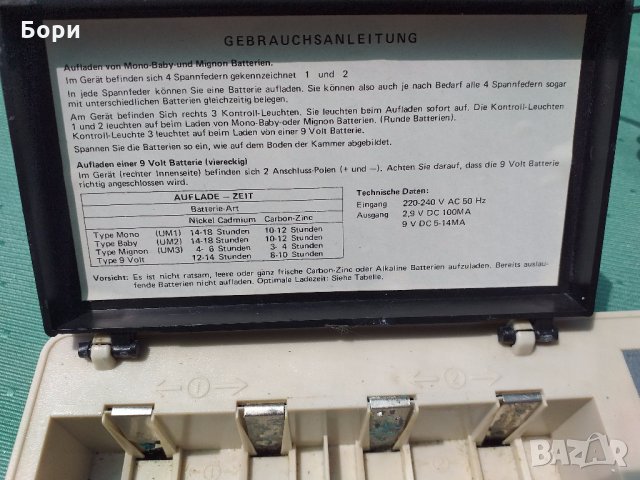 Бори
GEBRAUCHSANLEITUNG
Aufladen von Mono-Baby-und Mignon Batterien.
Im Gerät befinden sich 4 Spannfedern gekennzeichnet 1 und 2
In jede Spannfeder können Sie eine Batterie aufladen. Sie können also auch je nach Bedarf alle 4 Spannfedern sogar
mit unterschiedlichen Batterien gleichzeitig belegen.
Am Gerät befinden Sich rechts 3 Kontroll-Leuchten. Sie leuchten beim Aufladen sofort auf. Die Kontroll-Leuchten
1 und 2 leuchten auf beim Laden von Mono-Baby-oder Mignon Batterien. (Runde Batterien).
Kontroll-Leuchte 3 leuchtet auf beim Laden von einer 9 Volt Batterie.
Spannen Sie die Batterien so ein, wie auf dem Boden der Kammer abgebildet.
Aufladen einer 9 Volt Batterie (viereckig)
Im Gerät (rechter Innenseite) befinden sich 2 Anschluss-Polen (+ und −). Achten Sie darauf, dass die 9 Volt Batterie
richtig angeschlossen wird.
AUFLADE – ZEIT
Batterie-Art
Nickel Cadmium Carbon-Zinc
Type Mono (UM1) 14-18 Stunden 10-12 Stunden
Type Baby (UM2) 14-18 Stunden 10-12 Stunden
Type Mignon (UM3) 4- 6 Stunden 3- 4 Stunden
Type 9 Volt 12-14 Stunden 8-10 Stunden
Technische Daten:
Eingang 220-240 V AC 50 Hz
Ausgang 2,9 V DC 100MA
9 V DC 5-14MA
Vorsicht: Es ist nicht ratsam, leere oder ganz frische Carbon-Zinc oder Alkaline Batterien aufzuladen. Bereits auslau-
fende Batterien nicht aufladen. Optimale Ladezeit: Siehe Tabelle.
1 2
BAZAR